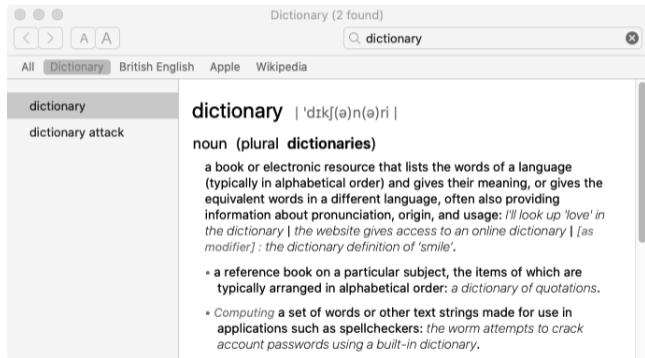 Dictionary (2 found)
A A
dictionary
All Dictionary British English Apple Wikipedia
dictionary
dictionary attack
dictionary | 'dɪkʃ(ə)n(ə)ri |
noun (plural dictionaries)
a book or electronic resource that lists the words of a language
(typically in alphabetical order) and gives their meaning, or gives the
equivalent words in a different language, often also providing
information about pronunciation, origin, and usage: I'll look up 'love' in
the dictionary | the website gives access to an online dictionary | [as
modifier] : the dictionary definition of 'smile'.
• a reference book on a particular subject, the items of which are
typically arranged in alphabetical order: a dictionary of quotations.
• Computing a set of words or other text strings made for use in
applications such as spellcheckers: the worm attempts to crack
account passwords using a built-in dictionary.